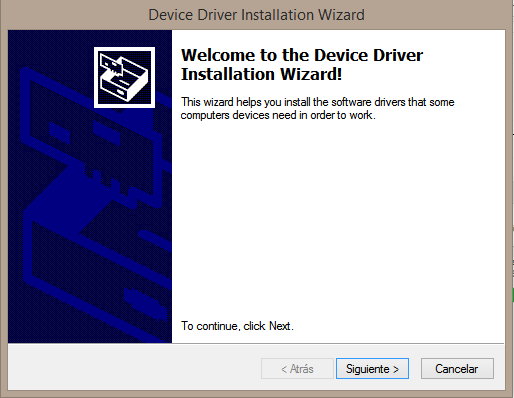 Device Driver Installation Wizard
Welcome to the Device Driver
Installation Wizard!
This wizard helps you install the software drivers that some
computers devices need in order to work.
To continue, click Next.
< Atrás
Siguiente >
Cancelar